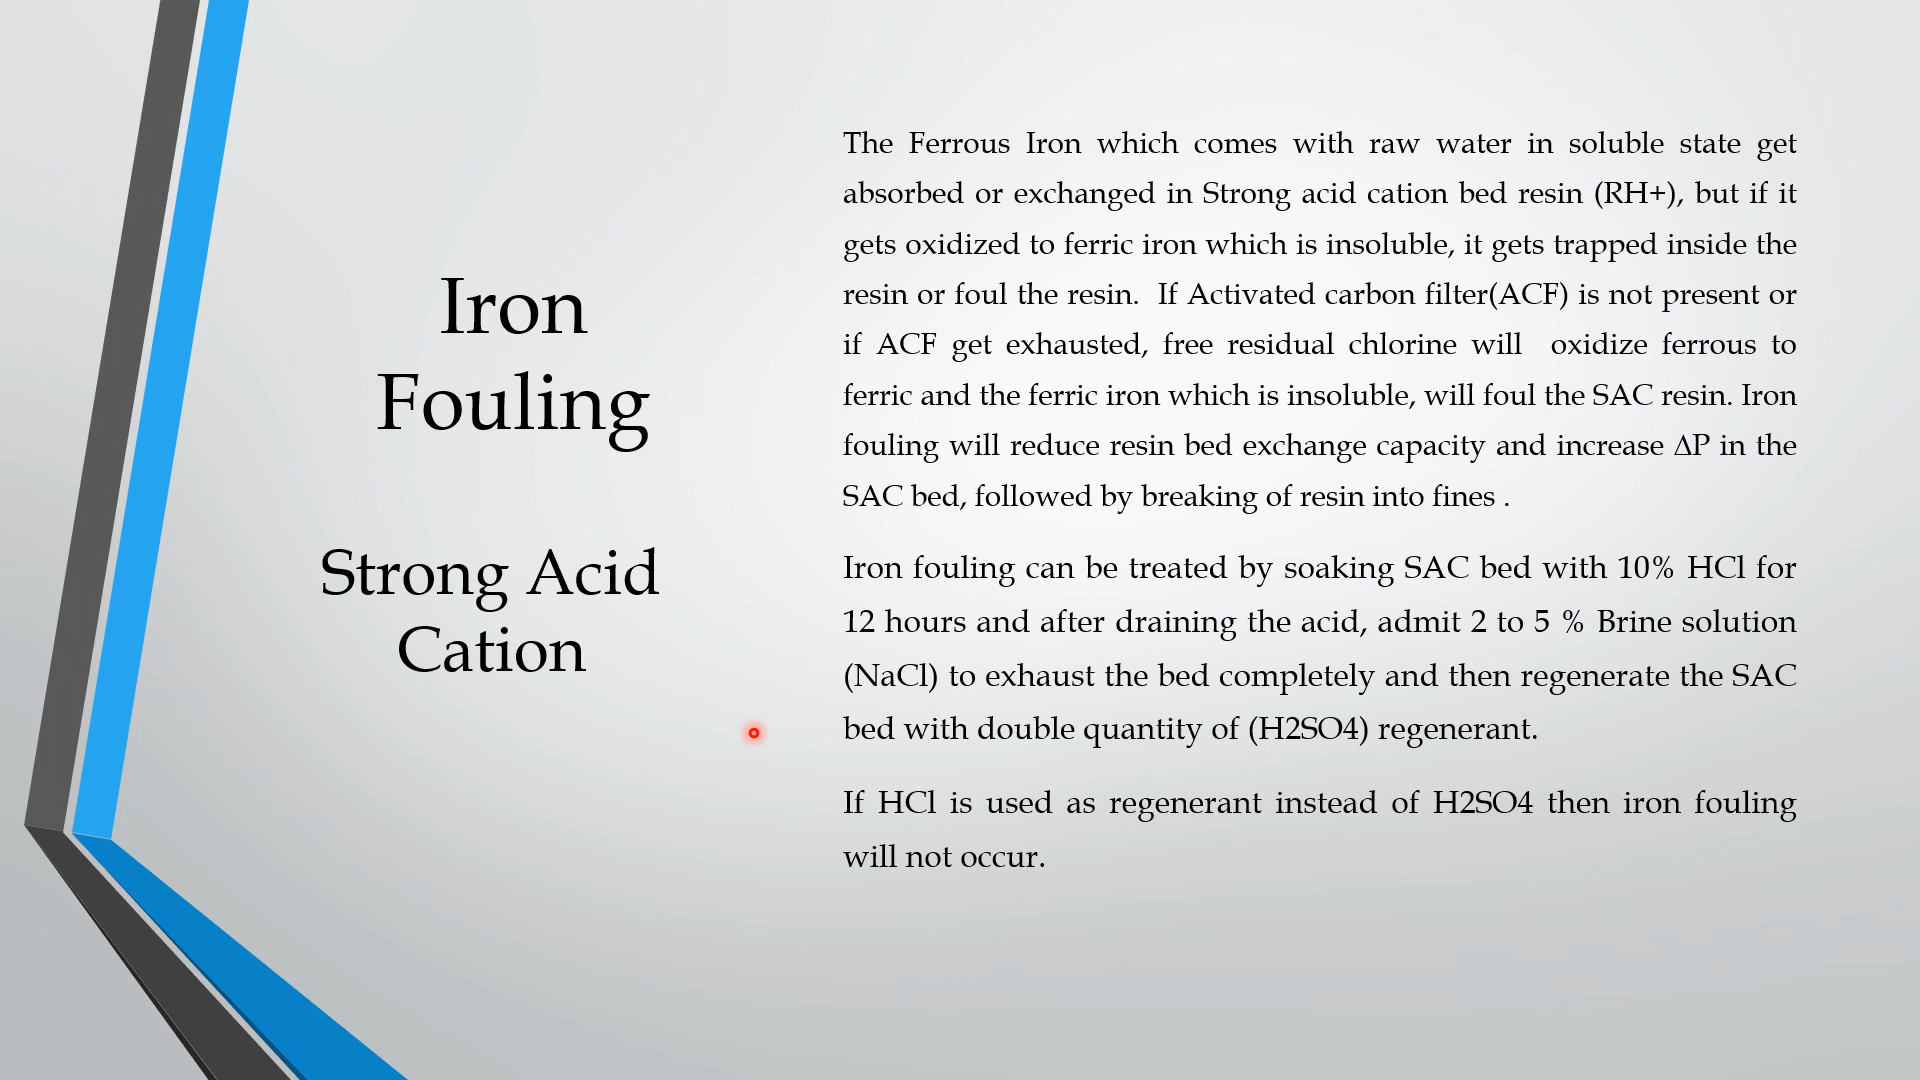 Iron
Fouling
Strong Acid
Cation
The Ferrous Iron which comes with raw water in soluble state get
absorbed or exchanged in Strong acid cation bed resin (RH+), but if it
gets oxidized to ferric iron which is insoluble, it gets trapped inside the
resin or foul the resin.  If Activated carbon filter(ACF) is not present or
if ACF get exhausted, free residual chlorine will  oxidize ferrous to
ferric and the ferric iron which is insoluble, will foul the SAC resin. Iron
fouling will reduce resin bed exchange capacity and increase ΔP in the
SAC bed, followed by breaking of resin into fines .
Iron fouling can be treated by soaking SAC bed with 10% HCl for
12 hours and after draining the acid, admit 2 to 5 % Brine solution
(NaCl) to exhaust the bed completely and then regenerate the SAC
bed with double quantity of (H2SO4) regenerant.
If HCl is used as regenerant instead of H2SO4 then iron fouling
will not occur.